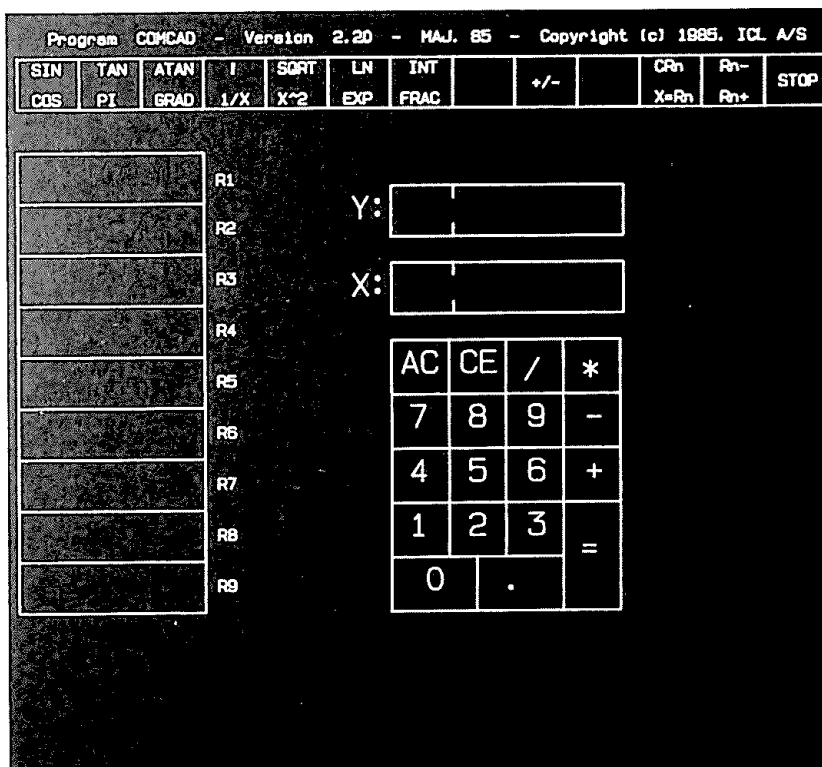 Program COMCAD - Version 2.20 - MAJ. 85 - Copyright (c) 1985. ICL A/S
SIN TAN ATAN I SQRT LN INT +/- CRn Rn- STOP
COS PI GRAD 1/X X^2 EXP FRAC X=Rn Rn+
R1
Y:
R2
R3
X:
R4
AC CE / *
R5
7 8 9 -
R6
4 5 6 +
R7
1 2 3
R8
=
0 .
R9